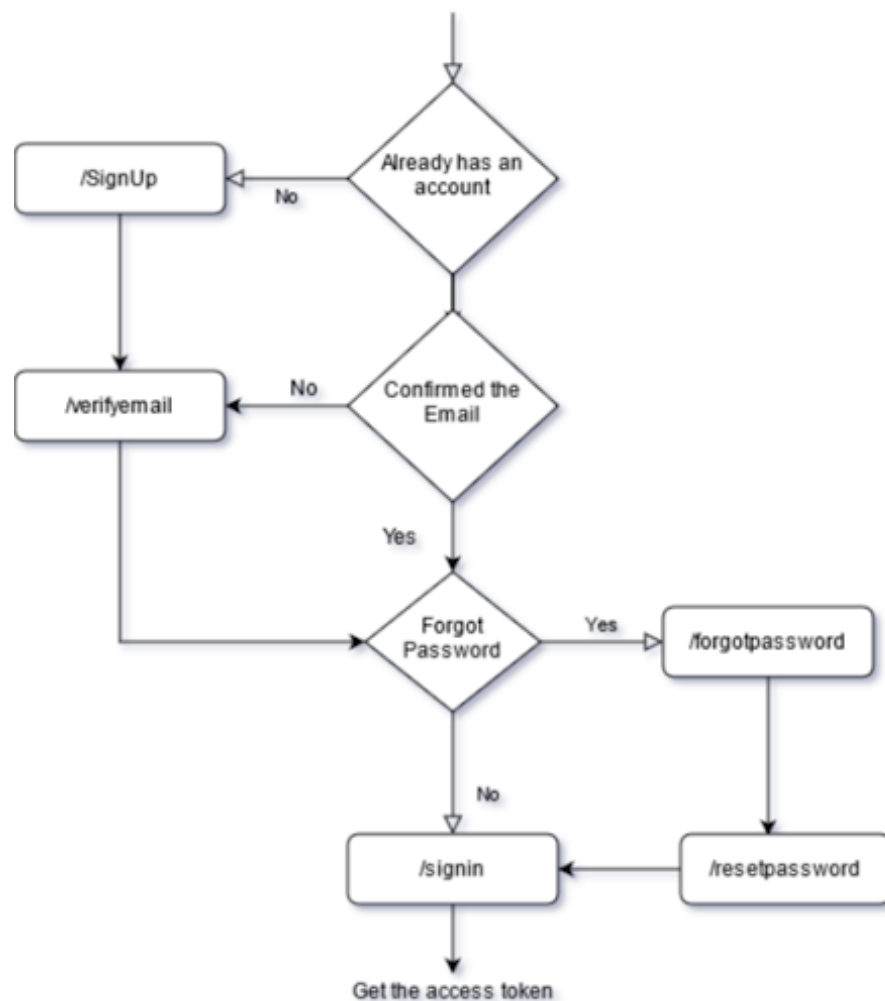 Already has an
account
/SignUp
No
Confirmed the
Email
No
/verifyemail
Yes
Forgot
Password
Yes
/forgotpassword
No
/signin
/resetpassword
Get the access token